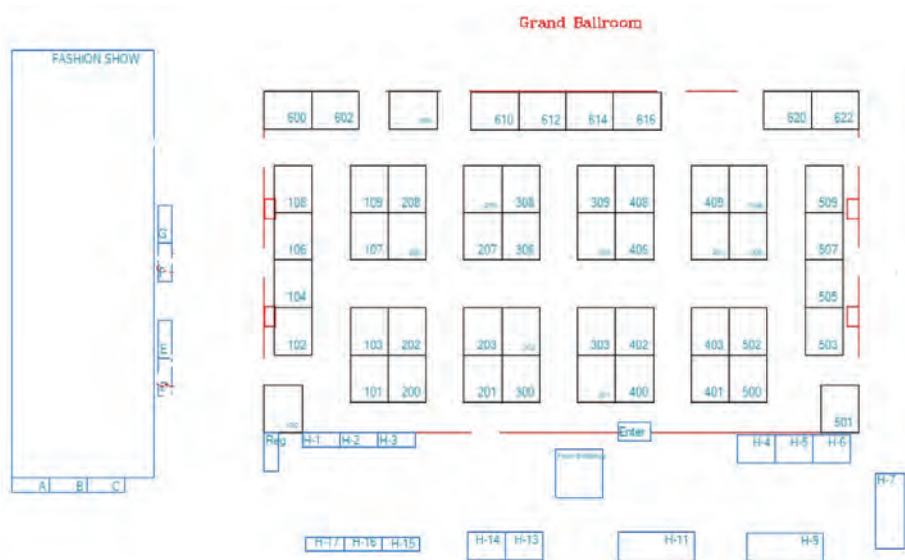 Grand Ballroom
FASHION SHOW
600 602 610 612 614 616 620 622
108 109 208 308 309 408 409 509
G
106 107 207 306 406 507
104 505
E
102 103 202 203 303 402 403 502 503
101 200 201 300 400 401 500
501
Reg H-1 H-2 H-3 Enter H-4 H-5 H-6
H-7
A B C
H-17 H-16 H-15 H-14 H-13 H-11 H-9